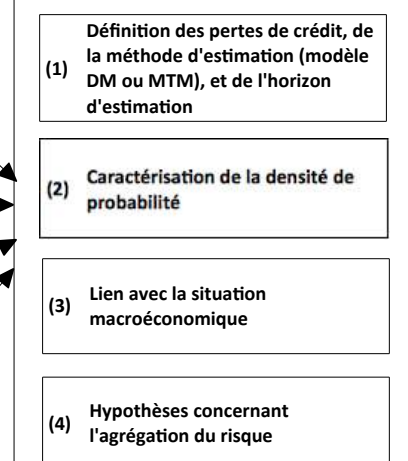 Définition des pertes de crédit, de
(1) la méthode d'estimation (modèle
DM ou MTM), et de l'horizon
d'estimation
(2) Caractérisation de la densité de
probabilité
(3) Lien avec la situation
macroéconomique
(4) Hypothèses concernant
l'agrégation du risque